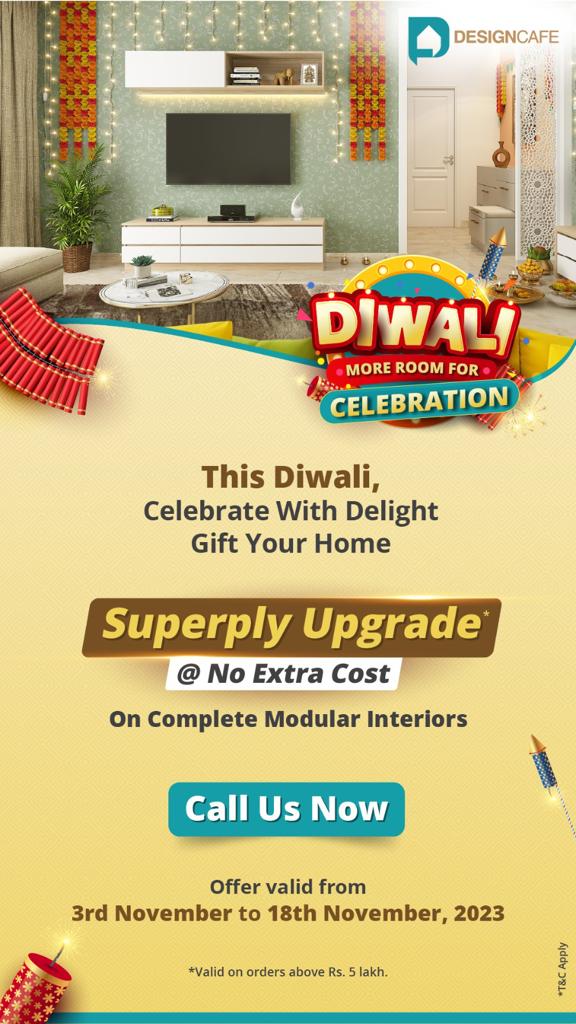 DESIGNCAFE
DIWALI
MORE ROOM FOR
CELEBRATION
This Diwali,
Celebrate With Delight
Gift Your Home
Superply Upgrade*
@ No Extra Cost
On Complete Modular Interiors
Call Us Now
Offer valid from
3rd November to 18th November, 2023
*Valid on orders above Rs. 5 lakh.
*T&C Apply